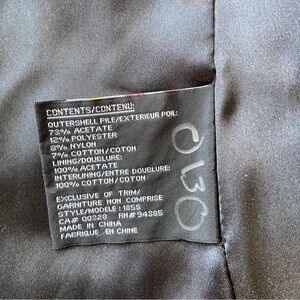 CONTENTS/CONTENU:
OUTERSHELL PILE/EXTERIEUR POIL:
73% ACETATE
12% POLYESTER
8% NYLON
7% COTTON/COTON
LINING/DOUBLURE:
100% ACETATE
INTERLINING/ENTRE DOUBLURE:
100% COTTON/COTON
EXCLUSIVE OF TRIM/
GARNITURE NON COMPRISE
STYLE/MODELE: 1859
CA# 00328 RN# 94385
MADE IN CHINA
FABRIQUE EN CHINE